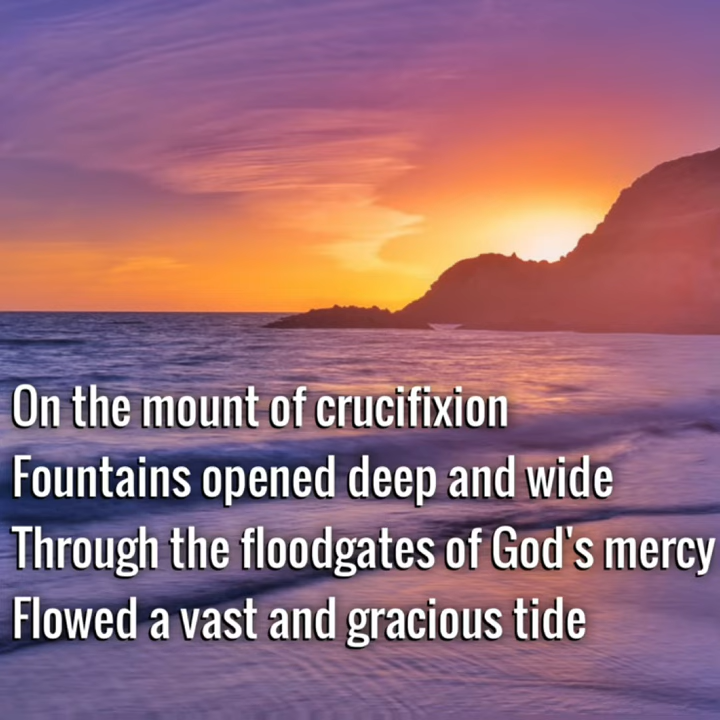 On the mount of crucifixion
Fountains opened deep and wide
Through the floodgates of God's mercy
Flowed a vast and gracious tide